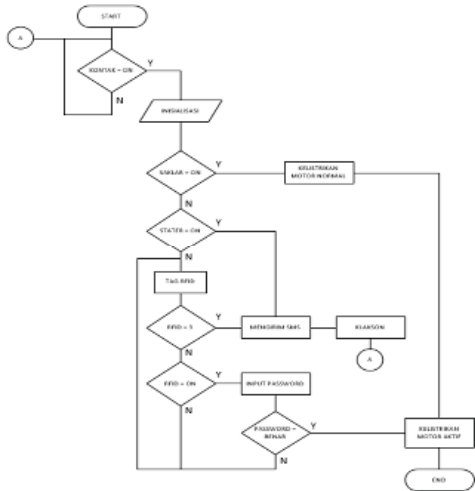 START
A
KONTAK = ON
Y
N
INISIALISASI
SAKLAR = ON
Y
KELISTRIKAN
MOTOR NORMAL
N
STATER = ON
Y
N
TAG RFID
RFID = 3
Y
MENGIRIM SMS
KLAKSON
N
A
RFID = ON
Y
INPUT PASSWORD
N
PASSWORD =
BENAR
Y
KELISTRIKAN
MOTOR AKTIF
N
END